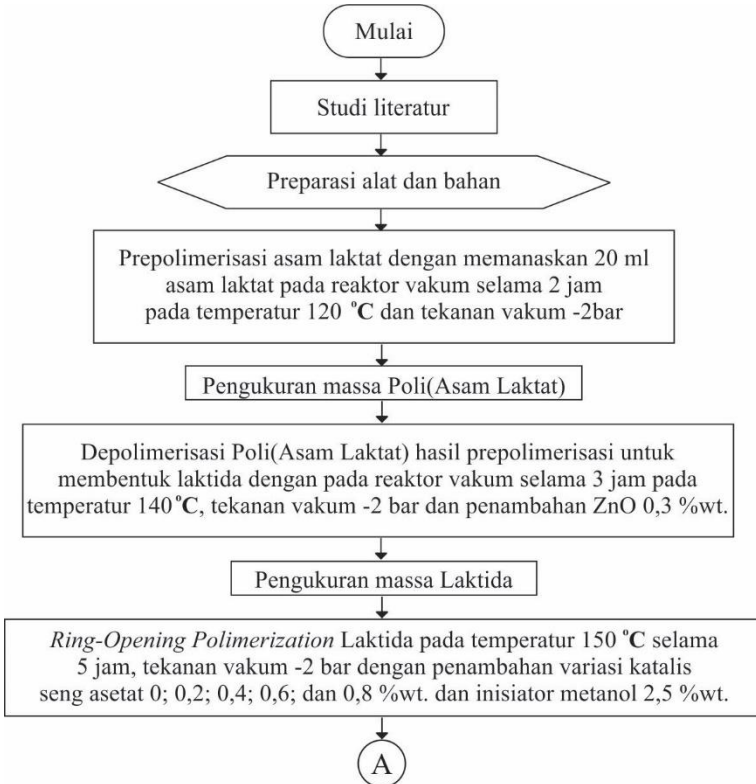 Mulai
Studi literatur
Preparasi alat dan bahan
Prepolimerisasi asam laktat dengan memanaskan 20 ml
asam laktat pada reaktor vakum selama 2 jam
pada temperatur 120 °C dan tekanan vakum -2bar
Pengukuran massa Poli(Asam Laktat)
Depolimerisasi Poli(Asam Laktat) hasil prepolimerisasi untuk
membentuk laktida dengan pada reaktor vakum selama 3 jam pada
temperatur 140 °C, tekanan vakum -2 bar dan penambahan ZnO 0,3 %wt.
Pengukuran massa Laktida
Ring-Opening Polimerization Laktida pada temperatur 150 °C selama
5 jam, tekanan vakum -2 bar dengan penambahan variasi katalis
seng asetat 0; 0,2; 0,4; 0,6; dan 0,8 %wt. dan inisiator metanol 2,5 %wt.
A